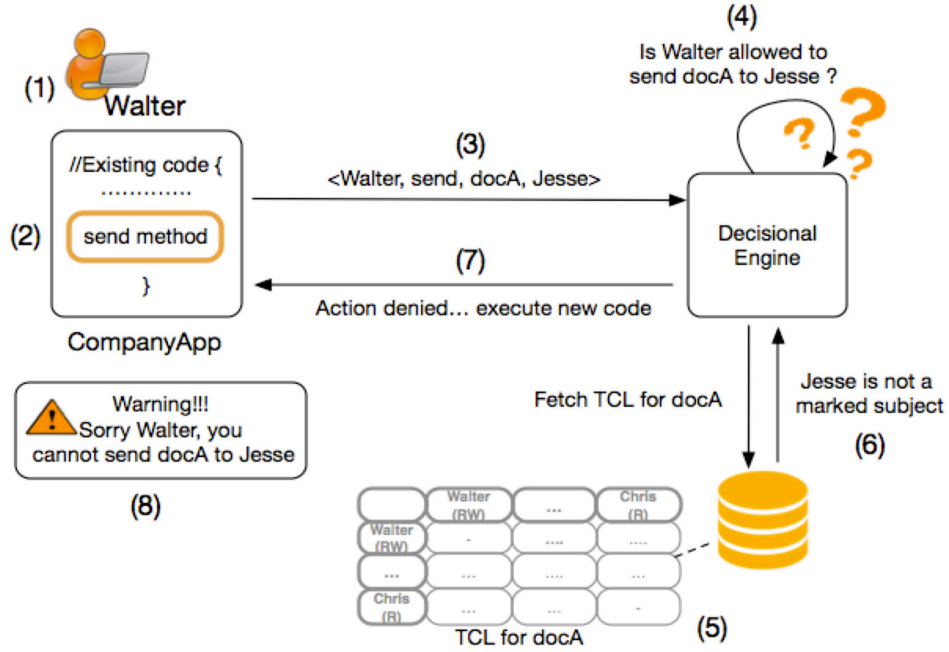 (1)
Walter
//Existing code {
.............
(2)
send method
}
CompanyApp
(3)
<Walter, send, docA, Jesse>
(4)
Is Walter allowed to
send docA to Jesse ?
? ? ?
Decisional
Engine
(7)
Action denied... execute new code
Warning!!!
Sorry Walter, you
cannot send docA to Jesse
(8)
Fetch TCL for docA
Jesse is not a
marked subject
(6)
Walter
(RW)
...
Chris
(R)
Walter
(RW)
-
....
....
...
...
....
...
Chris
(R)
...
...
-
TCL for docA
(5)